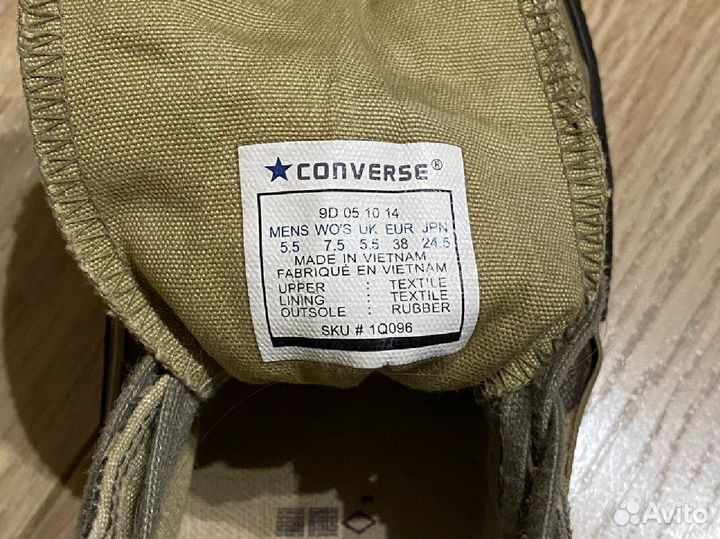 CONVERSE®
9D 05 10 14
MENS WO'S UK EUR JPN
5.5 7.5 5.5 38 24.5
MADE IN VIETNAM
FABRIQUÉ EN VIETNAM
UPPER : TEXTILE
LINING : TEXTILE
OUTSOLE : RUBBER
SKU # 1Q096
Avito